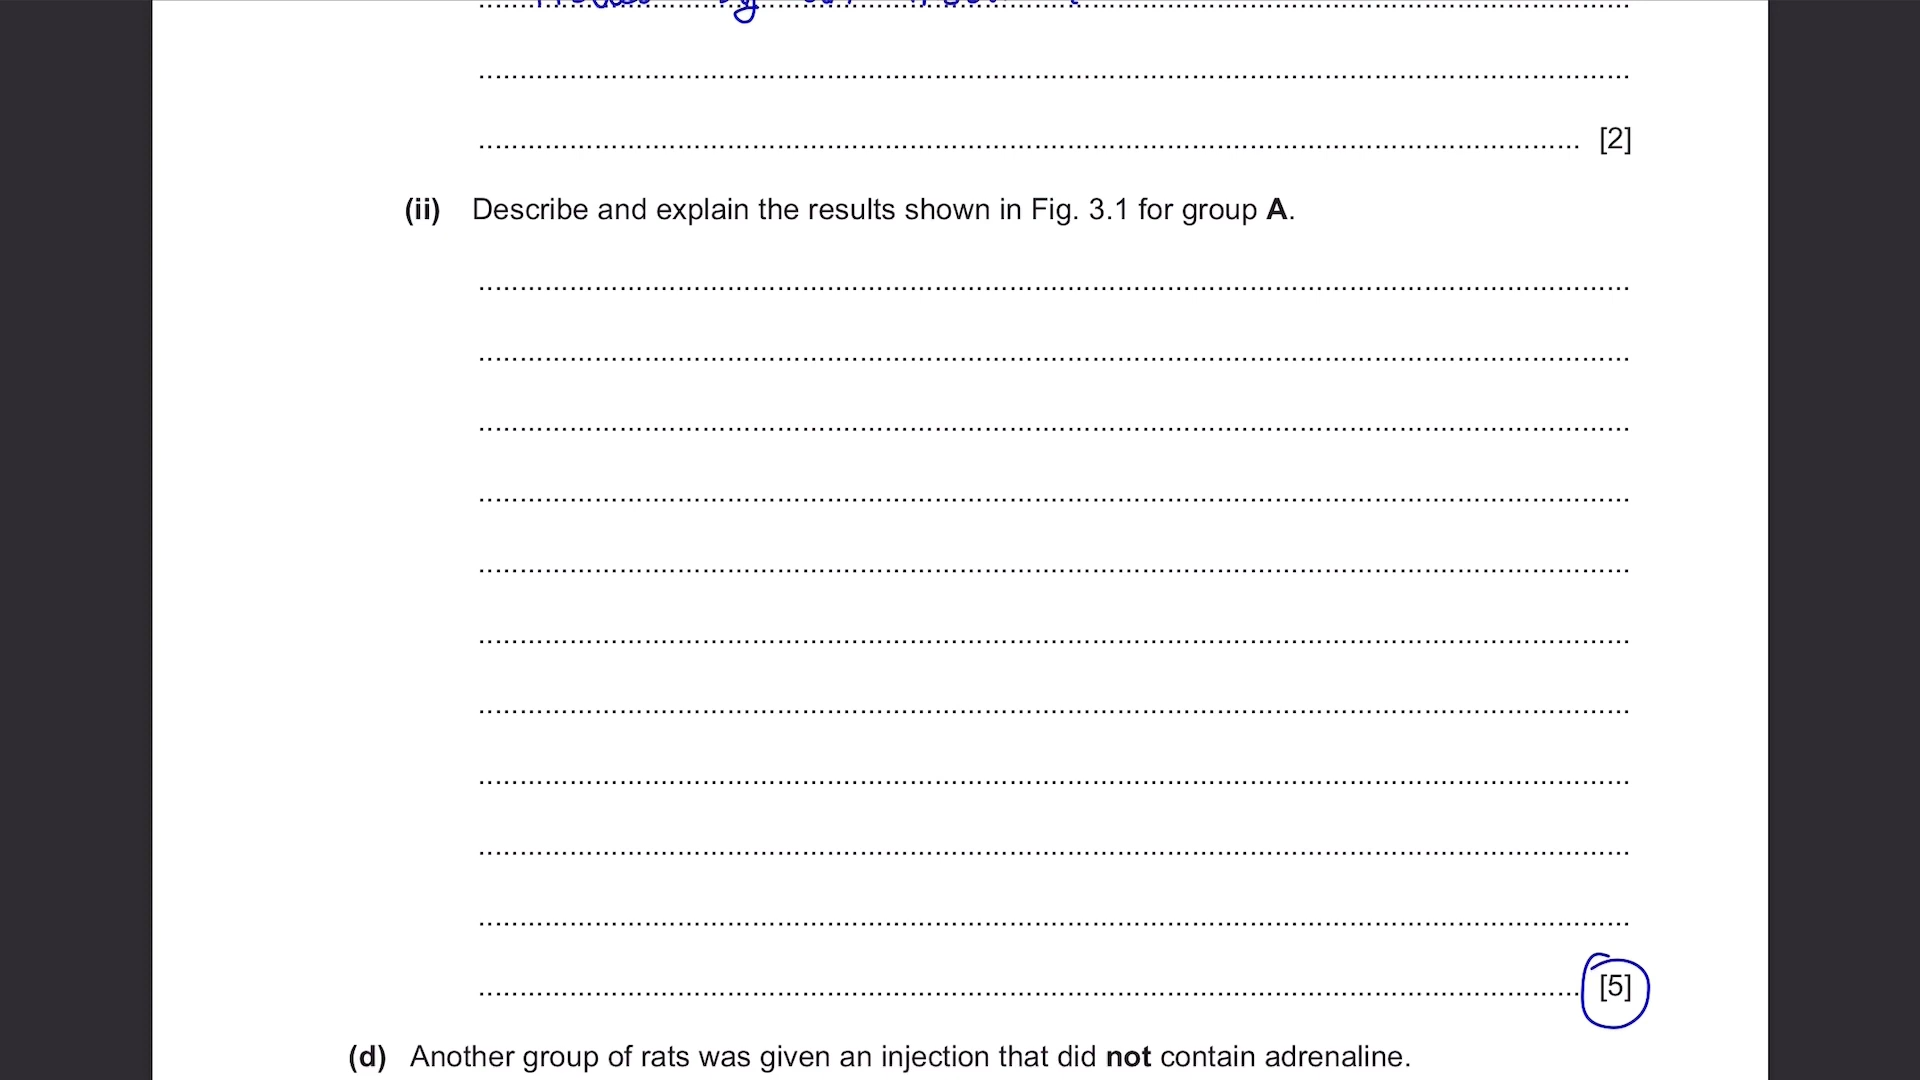 [2]
(ii) Describe and explain the results shown in Fig. 3.1 for group A.
[5]
(d) Another group of rats was given an injection that did not contain adrenaline.